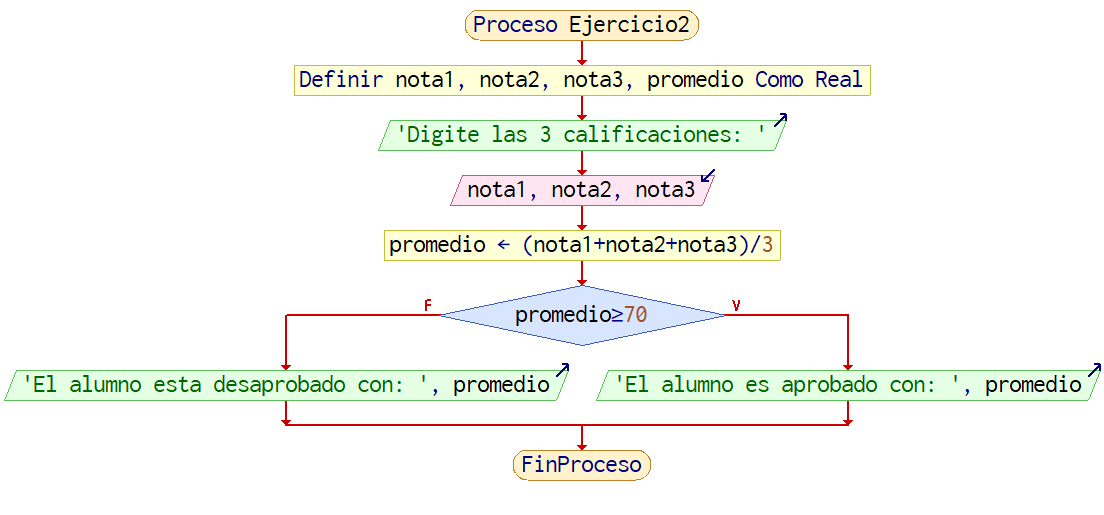 Proceso Ejercicio2
Definir nota1, nota2, nota3, promedio Como Real
'Digite las 3 calificaciones: '
nota1, nota2, nota3
promedio ← (nota1+nota2+nota3)/3
promedio≥70
F
V
'El alumno esta desaprobado con: ', promedio
'El alumno es aprobado con: ', promedio
FinProceso